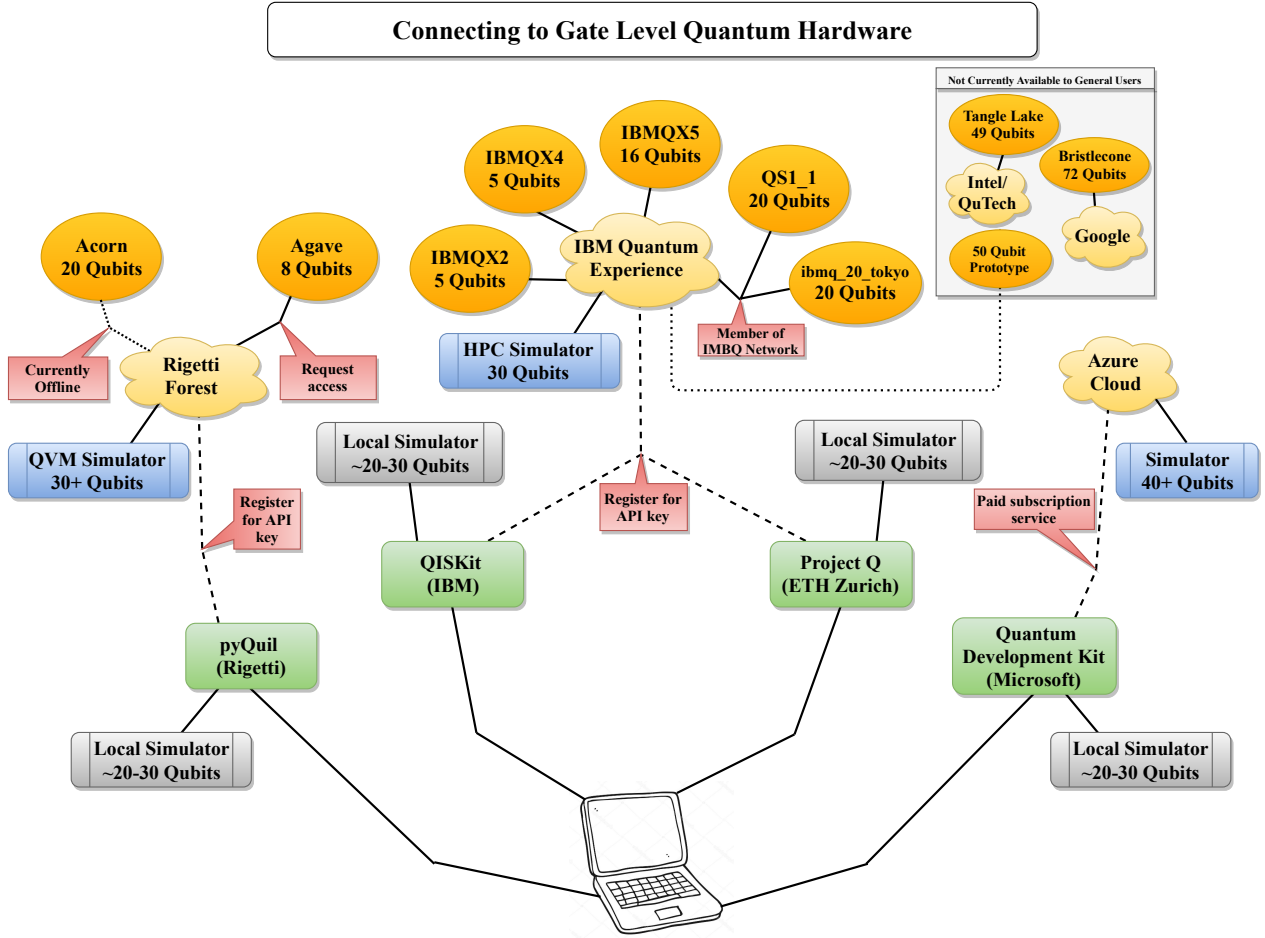 Connecting to Gate Level Quantum Hardware
Not Currently Available to General Users
Tangle Lake
49 Qubits
Bristlecone
72 Qubits
Intel/
QuTech
Google
50 Qubit
Prototype
IBMQX5
16 Qubits
IBMQX4
5 Qubits
QS1_1
20 Qubits
IBMQX2
5 Qubits
IBM Quantum
Experience
ibmq_20_tokyo
20 Qubits
Member of
IMBQ Network
HPC Simulator
30 Qubits
Acorn
20 Qubits
Agave
8 Qubits
Currently
Offline
Rigetti
Forest
Request
access
QVM Simulator
30+ Qubits
Register
for API
key
Local Simulator
~20-30 Qubits
Register for
API key
Local Simulator
~20-30 Qubits
Azure
Cloud
Simulator
40+ Qubits
Paid subscription
service
QISKit
(IBM)
Project Q
(ETH Zurich)
pyQuil
(Rigetti)
Quantum
Development Kit
(Microsoft)
Local Simulator
~20-30 Qubits
Local Simulator
~20-30 Qubits